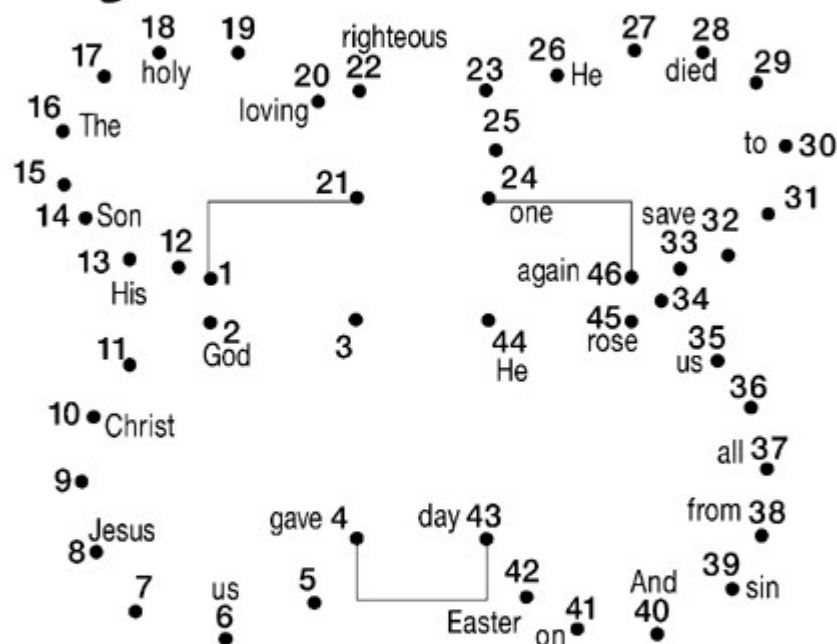 18 19 righteous 27 28
17 holy 20 22 23 26 He died 29
16 The loving 25 to 30
15 21 24 31
14 Son one save 32
13 12 1 again 46 33
His 34
2 3 44 45 35
God He rose us
11 36
10 Christ all 37
9 gave 4 day 43 from 38
8 Jesus 39 sin
7 us 5 42 And
6 Easter on 41 40